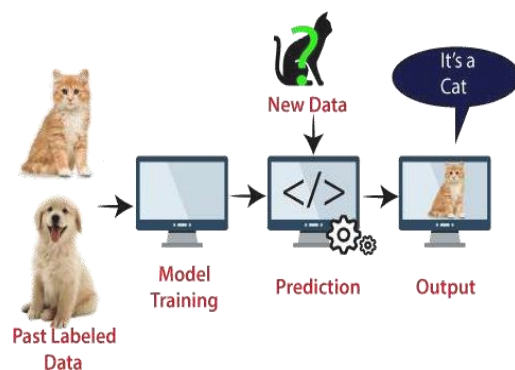 ?
New Data
It's a
Cat
</>
Model
Training
Prediction
Output
Past Labeled
Data